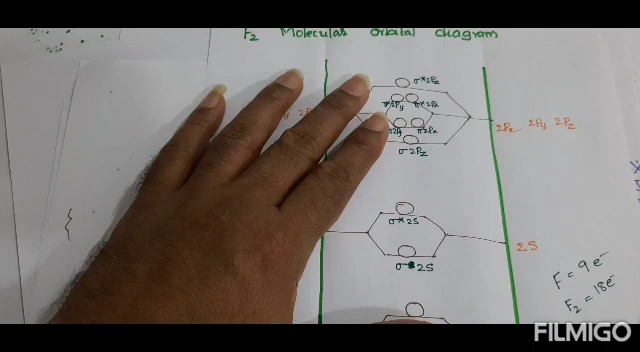 F2 Molecular orbital diagram
σ*2Pz
π*2Py π*2Px
π2Py π2Px
σ2Pz
2Px 2Py 2Pz
σ*2S
σ 2S
2S
F = 9e-
F2 = 18e-
FILMIGO